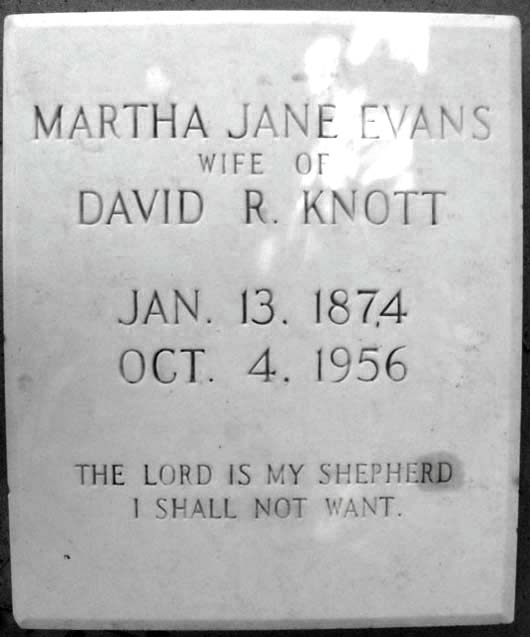 MARTHA JANE EVANS
WIFE OF
DAVID R. KNOTT
JAN. 13. 1874
OCT. 4. 1956
THE LORD IS MY SHEPHERD
I SHALL NOT WANT.